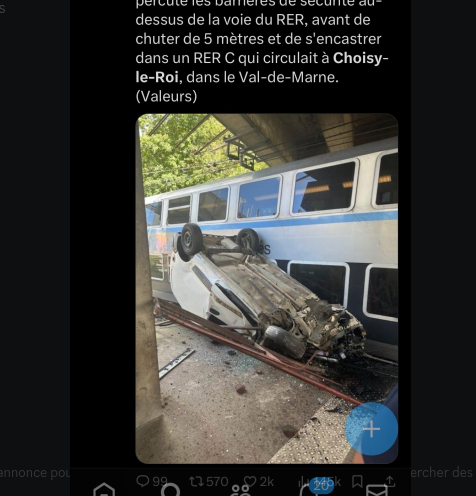 percuté les barrières de sécurité au-
dessus de la voie du RER, avant de
chuter de 5 mètres et de s'encastrer
dans un RER C qui circulait à Choisy-
le-Roi, dans le Val-de-Marne.
(Valeurs)
annonce pou
99 570 2k
20
ercher des